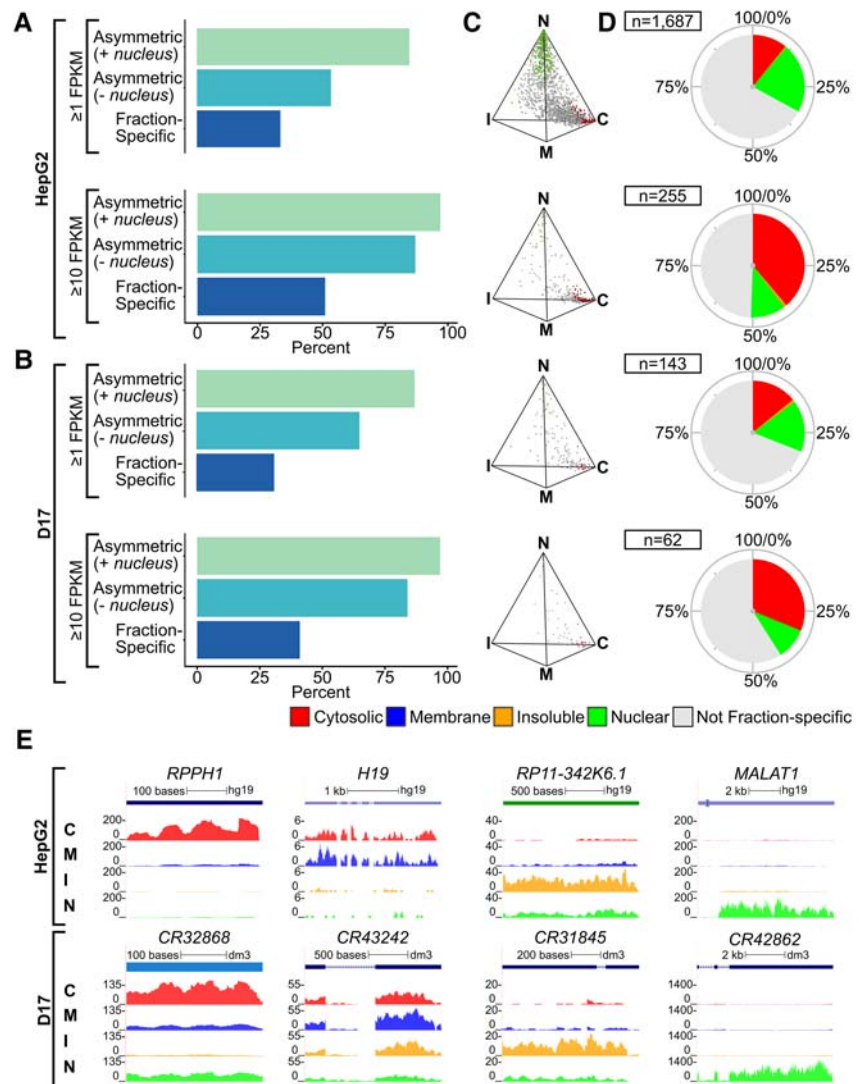 A
HepG2
≥1 FPKM
Asymmetric
(+ nucleus)
Asymmetric
(- nucleus)
Fraction-
Specific
≥10 FPKM
Asymmetric
(+ nucleus)
Asymmetric
(- nucleus)
Fraction-
Specific
0 25 50 75 100
Percent
B
D17
≥1 FPKM
Asymmetric
(+ nucleus)
Asymmetric
(- nucleus)
Fraction-
Specific
≥10 FPKM
Asymmetric
(+ nucleus)
Asymmetric
(- nucleus)
Fraction-
Specific
0 25 50 75 100
Percent
C
N
I C
M
N
I C
M
N
I C
M
N
I C
M
D
n=1,687
100/0%
75% 25%
50%
n=255
100/0%
75% 25%
50%
n=143
100/0%
75% 25%
50%
n=62
100/0%
75% 25%
50%
Cytosolic Membrane Insoluble Nuclear Not Fraction-specific
E
HepG2
C
M
I
N
RPPH1
100 bases hg19
200
0
200
0
200
0
200
0
H19
1 kb hg19
6
0
6
0
6
0
6
0
RP11-342K6.1
500 bases hg19
40
0
40
0
40
0
40
0
MALAT1
2 kb hg19
200
0
200
0
200
0
200
0
D17
C
M
I
N
CR32868
100 bases dm3
135
0
135
0
135
0
135
0
CR43242
500 bases dm3
55
0
55
0
55
0
55
0
CR31845
200 bases dm3
20
0
20
0
20
0
20
0
CR42862
2 kb dm3
1400
0
1400
0
1400
0
1400
0